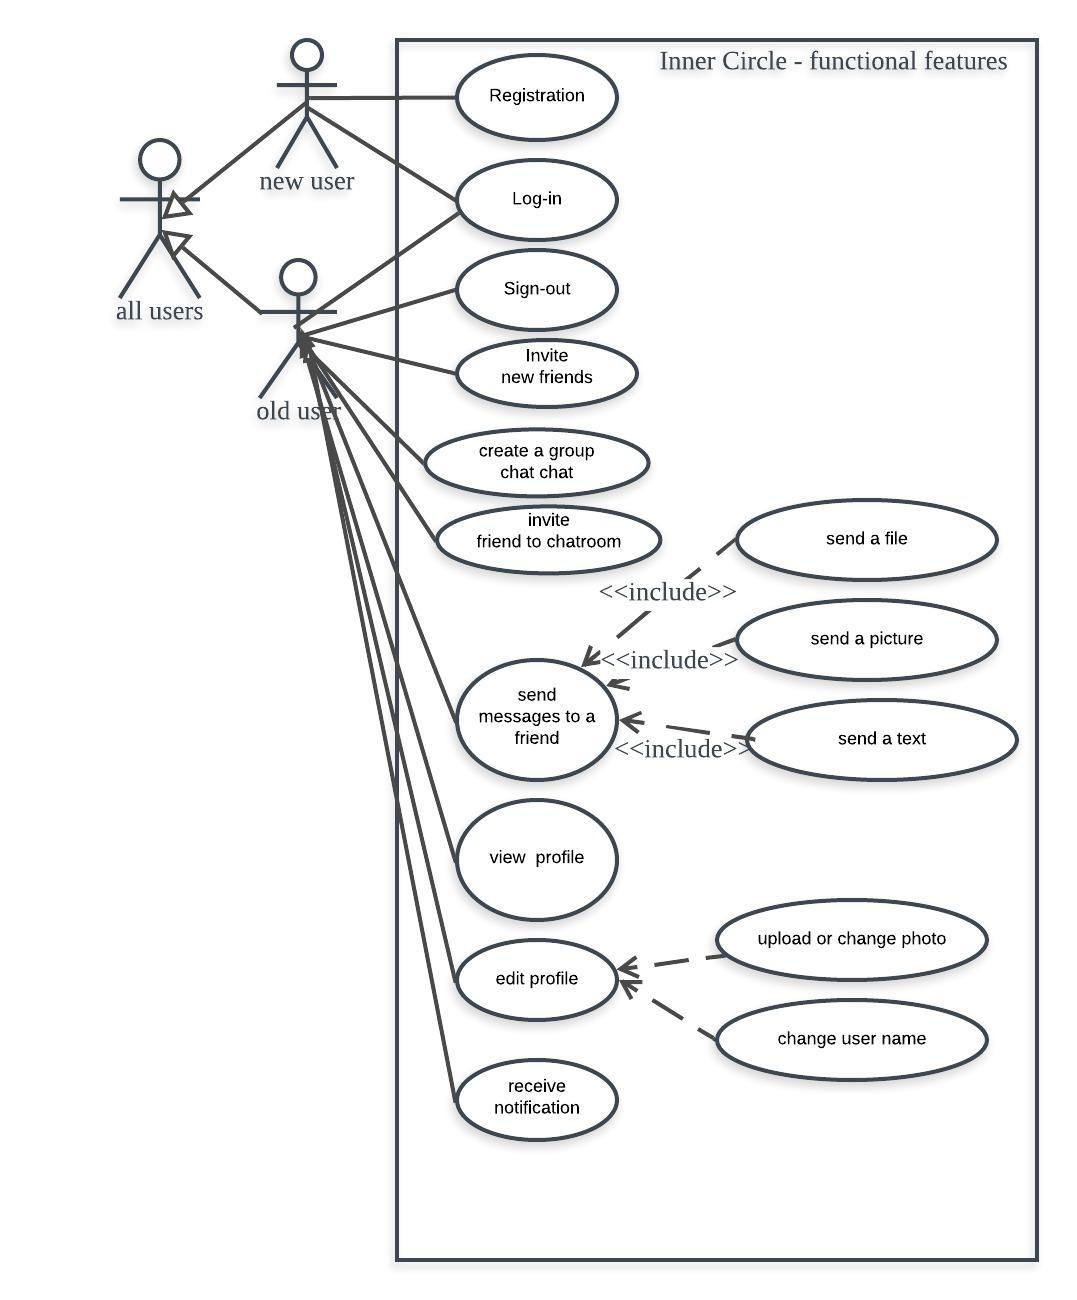 Inner Circle - functional features
Registration
new user
Log-in
all users
Sign-out
Invite
new friends
old user
create a group
chat chat
invite
friend to chatroom
send a file
<<include>>
send a picture
<<include>>
send
messages to a
friend
send a text
<<include>>
view  profile
upload or change photo
edit profile
change user name
receive
notification